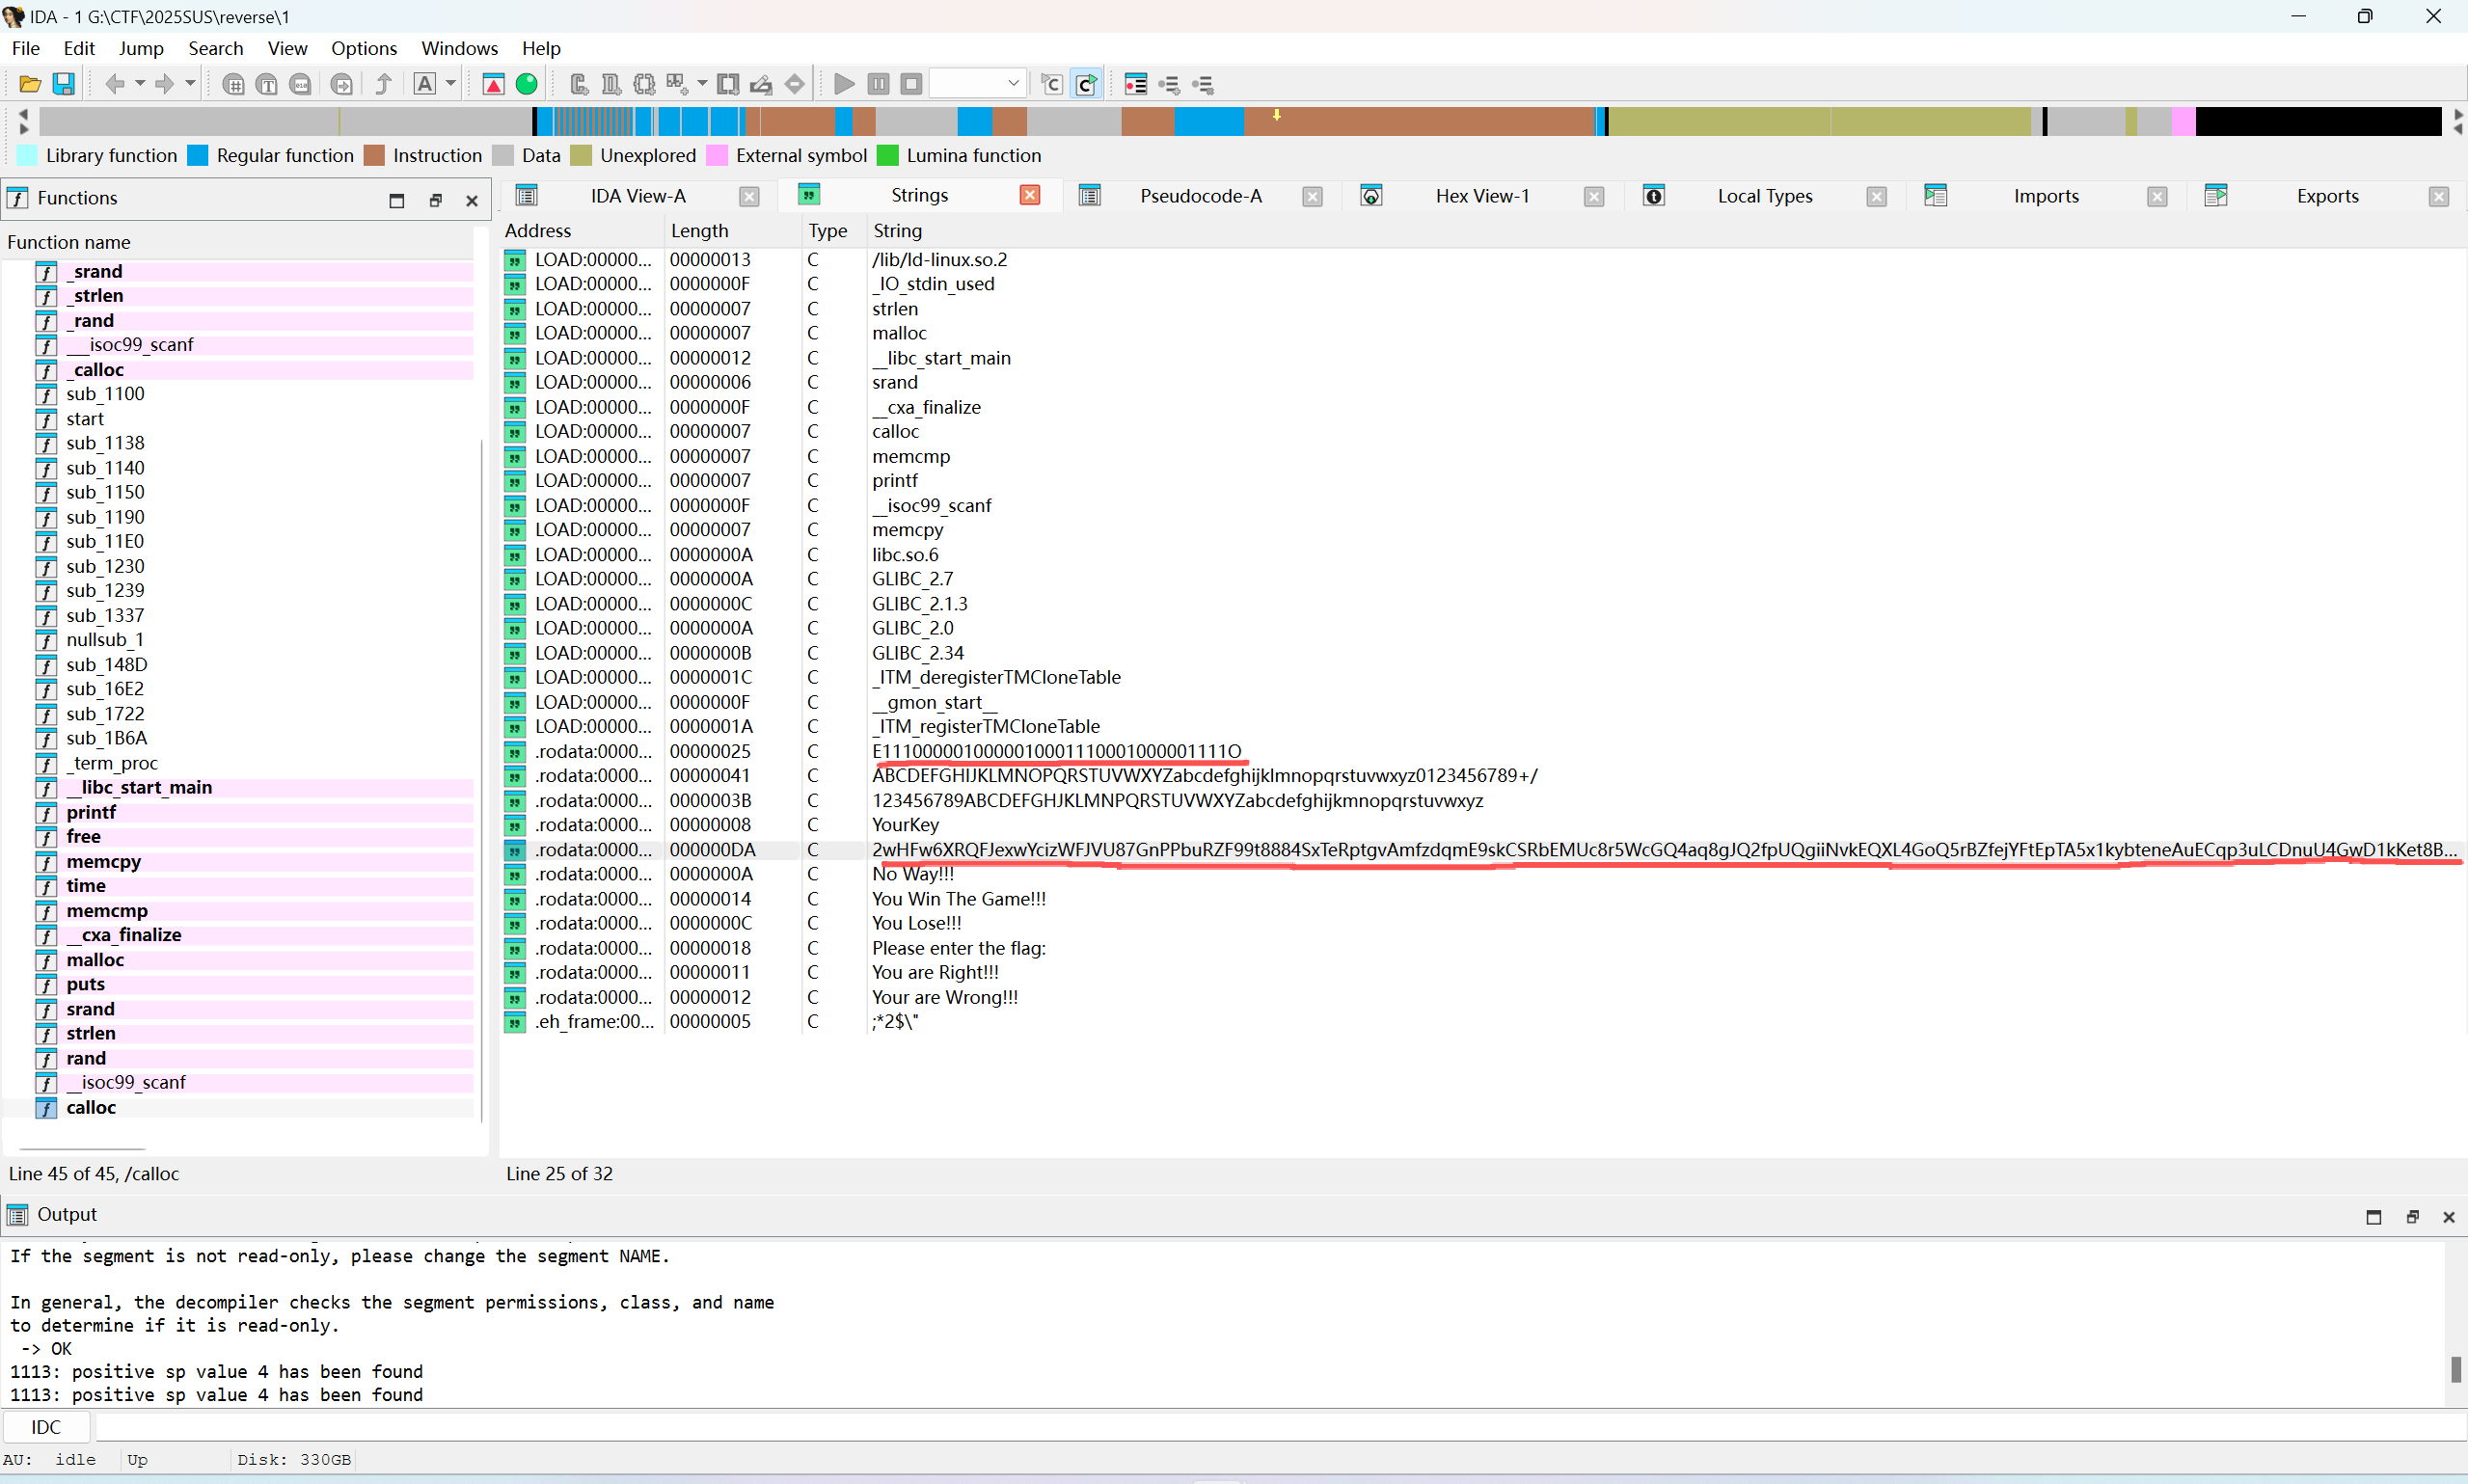 IDA - 1 G:\CTF\2025SUS\reverse\1
File Edit Jump Search View Options Windows Help
Library function Regular function Instruction Data Unexplored External symbol Lumina function
Functions
Function name
_srand
_strlen
_rand
___isoc99_scanf
_calloc
sub_1100
start
sub_1138
sub_1140
sub_1150
sub_1190
sub_11E0
sub_1230
sub_1239
sub_1337
nullsub_1
sub_148D
sub_16E2
sub_1722
sub_1B6A
_term_proc
__libc_start_main
printf
free
memcpy
time
memcmp
__cxa_finalize
malloc
puts
srand
strlen
rand
__isoc99_scanf
calloc
Line 45 of 45, /calloc
IDA View-A Strings Pseudocode-A Hex View-1 Local Types Imports Exports
Address Length Type String
LOAD:00000... 00000013 C /lib/ld-linux.so.2
LOAD:00000... 0000000F C _IO_stdin_used
LOAD:00000... 00000007 C strlen
LOAD:00000... 00000007 C malloc
LOAD:00000... 00000012 C __libc_start_main
LOAD:00000... 00000006 C srand
LOAD:00000... 0000000F C __cxa_finalize
LOAD:00000... 00000007 C calloc
LOAD:00000... 00000007 C memcmp
LOAD:00000... 00000007 C printf
LOAD:00000... 0000000F C __isoc99_scanf
LOAD:00000... 00000007 C memcpy
LOAD:00000... 0000000A C libc.so.6
LOAD:00000... 0000000A C GLIBC_2.7
LOAD:00000... 0000000C C GLIBC_2.1.3
LOAD:00000... 0000000A C GLIBC_2.0
LOAD:00000... 0000000B C GLIBC_2.34
LOAD:00000... 0000001C C _ITM_deregisterTMCloneTable
LOAD:00000... 0000000F C __gmon_start__
LOAD:00000... 0000001A C _ITM_registerTMCloneTable
.rodata:0000... 00000025 C E1110000010000010001110001000001111O
.rodata:0000... 00000041 C ABCDEFGHIJKLMNOPQRSTUVWXYZabcdefghijklmnopqrstuvwxyz0123456789+/
.rodata:0000... 0000003B C 123456789ABCDEFGHJKLMNPQRSTUVWXYZabcdefghijkmnopqrstuvwxyz
.rodata:0000... 00000008 C YourKey
.rodata:0000... 000000DA C 2wHFw6XRQFJexwYcizWFJVU87GnPPbuRZF99t8884SxTeRptgvAmfzdqmE9skCSRbEMUc8r5WcGQ4aq8gJQ2fpUQgiiNvkEQXL4GoQ5rBZfejYFtEpTA5x1kybteneAuECqp3uLCDnuU4GwD1kKet8B...
.rodata:0000... 0000000A C No Way!!!
.rodata:0000... 00000014 C You Win The Game!!!
.rodata:0000... 0000000C C You Lose!!!
.rodata:0000... 00000018 C Please enter the flag:
.rodata:0000... 00000011 C You are Right!!!
.rodata:0000... 00000012 C Your are Wrong!!!
.eh_frame:00... 00000005 C ;*2$\"
Line 25 of 32
Output
If the segment is not read-only, please change the segment NAME.
In general, the decompiler checks the segment permissions, class, and name
to determine if it is read-only.
-> OK
1113: positive sp value 4 has been found
1113: positive sp value 4 has been found
IDC
AU: idle Up Disk: 330GB